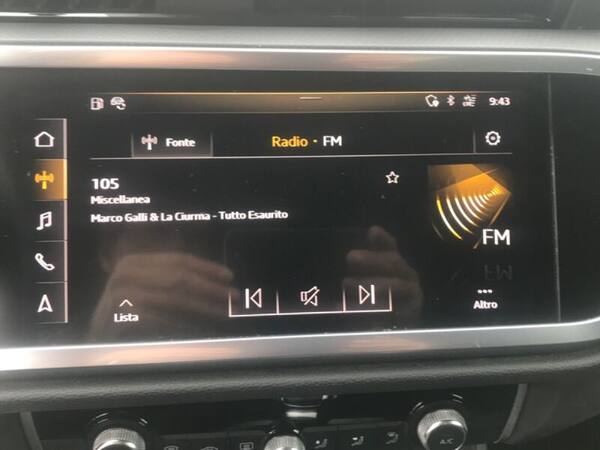 9:43
Fonte
Radio · FM
105
Miscellanea
Marco Galli & La Ciurma - Tutto Esaurito
FM
Lista
Altro
A/C